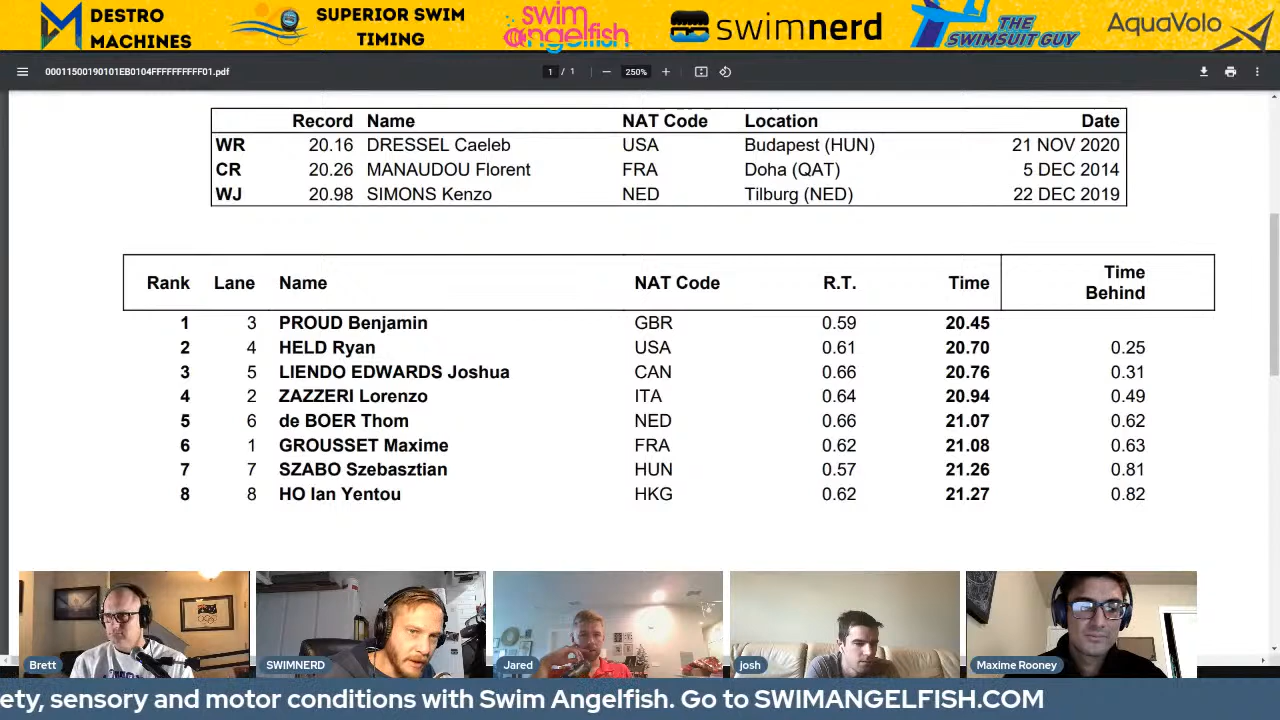 DESTRO
MACHINES
SUPERIOR SWIM
TIMING
swim
angelfish
swimnerd
THE
SWIMSUIT GUY
AquaVolo
00011500190101EB0104FFFFFFFFFF01.pdf
1 / 1
250%
Record Name NAT Code Location Date
WR 20.16 DRESSEL Caeleb USA Budapest (HUN) 21 NOV 2020
CR 20.26 MANAUDOU Florent FRA Doha (QAT) 5 DEC 2014
WJ 20.98 SIMONS Kenzo NED Tilburg (NED) 22 DEC 2019
Rank Lane Name NAT Code R.T. Time Time
Behind
1 3 PROUD Benjamin GBR 0.59 20.45
2 4 HELD Ryan USA 0.61 20.70 0.25
3 5 LIENDO EDWARDS Joshua CAN 0.66 20.76 0.31
4 2 ZAZZERI Lorenzo ITA 0.64 20.94 0.49
5 6 de BOER Thom NED 0.66 21.07 0.62
6 1 GROUSSET Maxime FRA 0.62 21.08 0.63
7 7 SZABO Szebasztian HUN 0.57 21.26 0.81
8 8 HO Ian Yentou HKG 0.62 21.27 0.82
Brett
SWIMNERD
Jared
josh
Maxime Rooney
ety, sensory and motor conditions with Swim Angelfish. Go to SWIMANGELFISH.COM